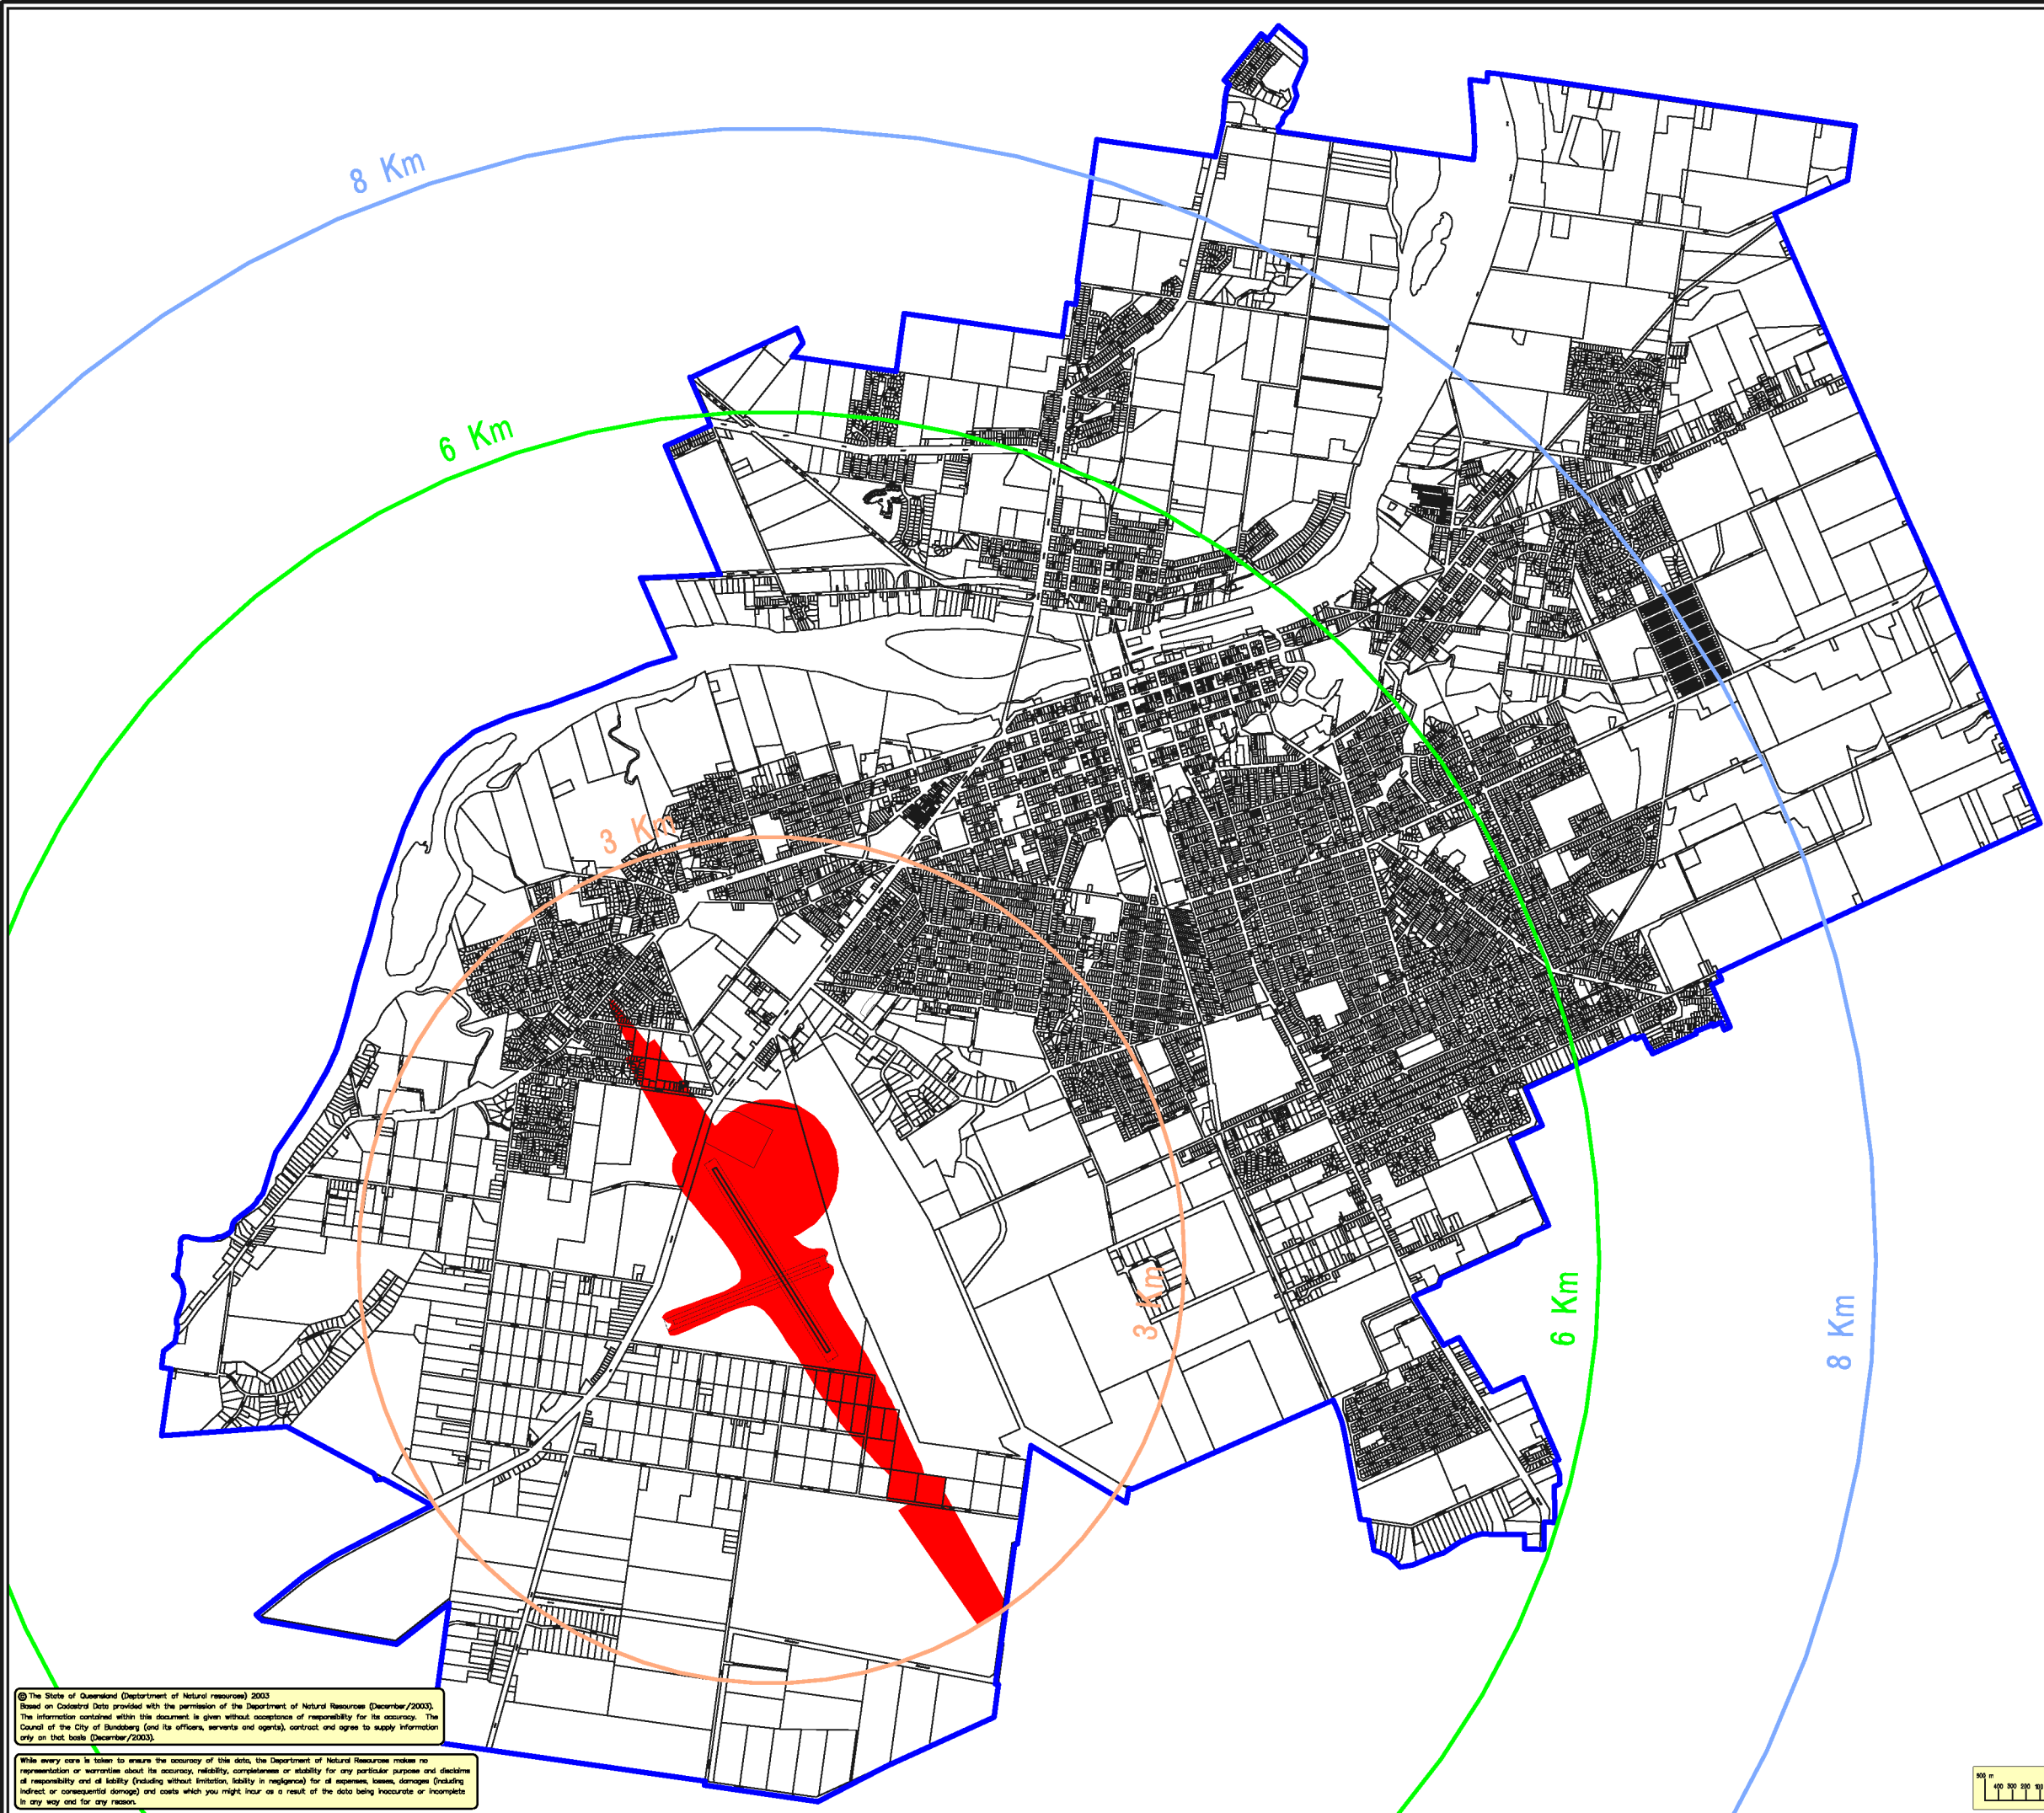 8 Km
6 Km
3 Km
3 Km
6 Km
8 Km
© The State of Queensland (Deptartment of Natural resources) 2003
Based on Cadastral Data provided with the permission of the Department of Natural Resources (December/2003).
The information contained within this document is given without acceptance of responsibility for its accuracy. The
Council of the City of Bundaberg (and its officers, servants and agents), contract and agree to supply information
only on that basis (December/2003).
While every care is taken to ensure the accuracy of this data, the Department of Natural Resources makes no
representation or warranties about its accuracy, reliability, completeness or stability for any particular purpose and disclaims
all responsibility and all liability (including without limitation, liability in negligence) for all expenses, losses, damages (including
indirect or consequential damage) and costs which you might incur as a result of the data being inaccurate or incomplete
in any way and for any reason.
500 m
400 300 200 100